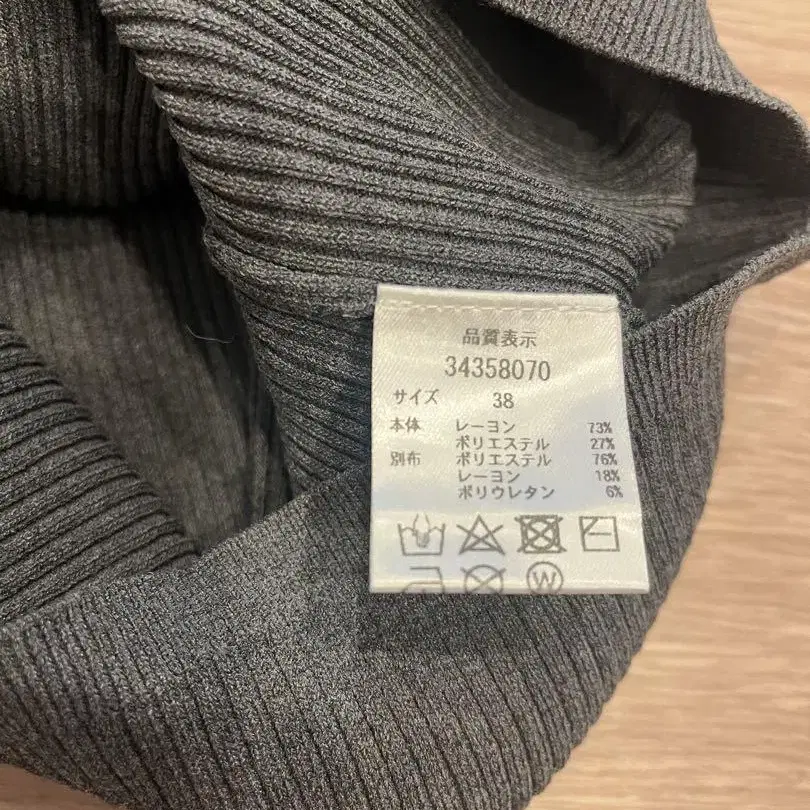 品質表示
34358070
サイズ 38
本体 レーヨン 73%
ポリエステル 27%
別布 ポリエステル 76%
レーヨン 18%
ポリウレタン 6%
W